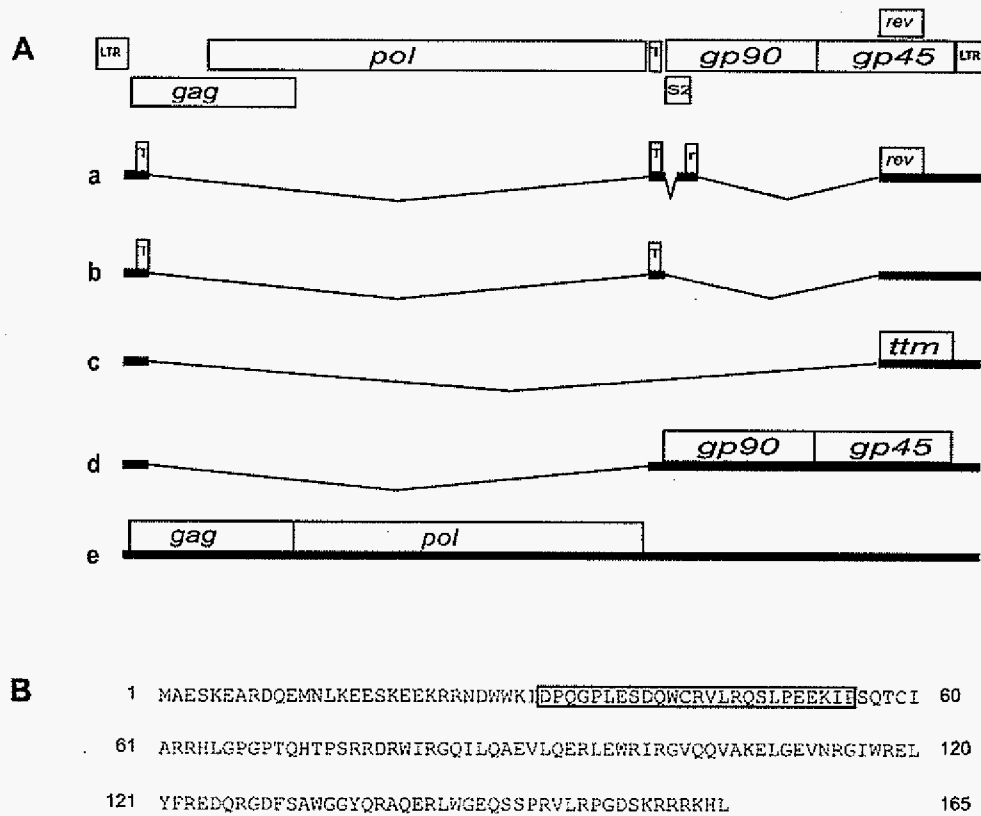 A
rev
LTR
pol
T
gp90
gp45
LTR
gag
S2
a
T
T
r
rev
b
T
T
c
ttm
d
gp90
gp45
e
gag
pol
B
1 MAESKEARDQEMNLKEESKEEKRRNDWWKIDPQGPLESDQWCRVLRQSLPEEKIPSQTCI 60
61 ARRHLGPGPTQHTPSRRDRWIRGQILQAEVLQERLEWRIRGVQQVAKELGEVNRGIWREL 120
121 YFREDQRGDFSAWGGYQRAQERLWGEQSSPRVLRPGDSKRRRKHL 165